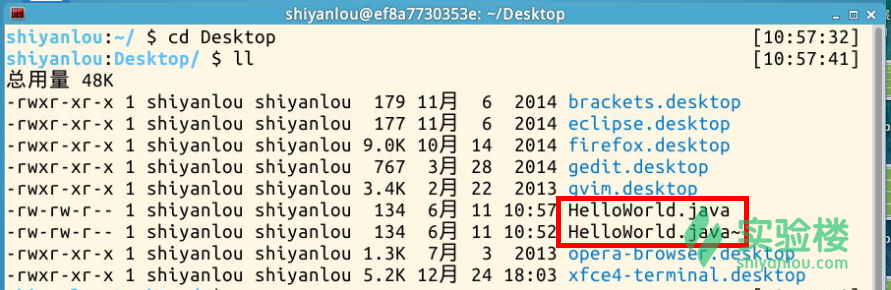 shiyanlou@ef8a7730353e: ~/Desktop
shiyanlou:~/ $ cd Desktop [10:57:32]
shiyanlou:Desktop/ $ ll [10:57:41]
总用量 48K
-rwxr-xr-x 1 shiyanlou shiyanlou 179 11月 6 2014 brackets.desktop
-rwxr-xr-x 1 shiyanlou shiyanlou 177 11月 6 2014 eclipse.desktop
-rwxr-xr-x 1 shiyanlou shiyanlou 9.0K 10月 14 2014 firefox.desktop
-rwxr-xr-x 1 shiyanlou shiyanlou 767 3月 28 2014 gedit.desktop
-rwxr-xr-x 1 shiyanlou shiyanlou 3.4K 2月 22 2013 gvim.desktop
-rw-rw-r-- 1 shiyanlou shiyanlou 134 6月 11 10:57 HelloWorld.java
-rw-rw-r-- 1 shiyanlou shiyanlou 134 6月 11 10:52 HelloWorld.java~
-rwxr-xr-x 1 shiyanlou shiyanlou 1.3K 7月 3 2013 opera-browser.desktop
-rwxr-xr-x 1 shiyanlou shiyanlou 5.2K 12月 24 18:03 xfce4-terminal.desktop
实验楼
shiyanlou.com